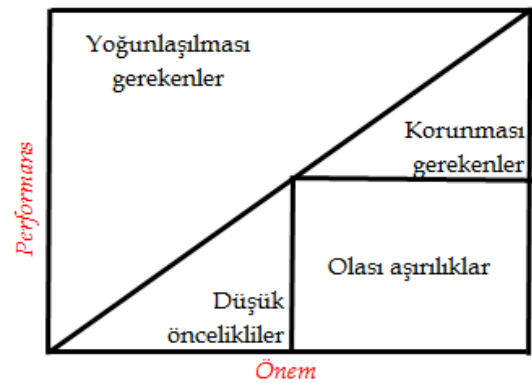 Yoğunlaşılması
gerekenler
Korunması
gerekenler
Performans
Olası aşırılıklar
Düşük
öncelikliler
Önem